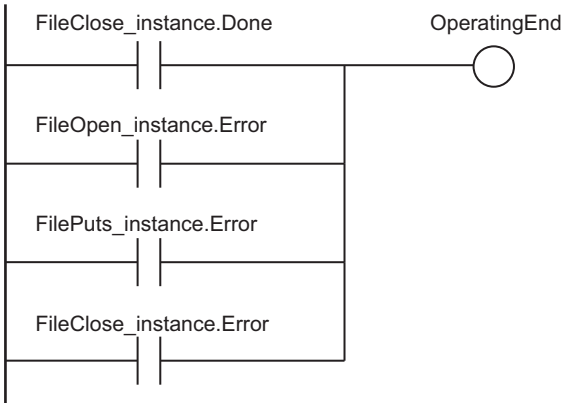 FileClose_instance.Done
OperatingEnd
FileOpen_instance.Error
FilePuts_instance.Error
FileClose_instance.Error